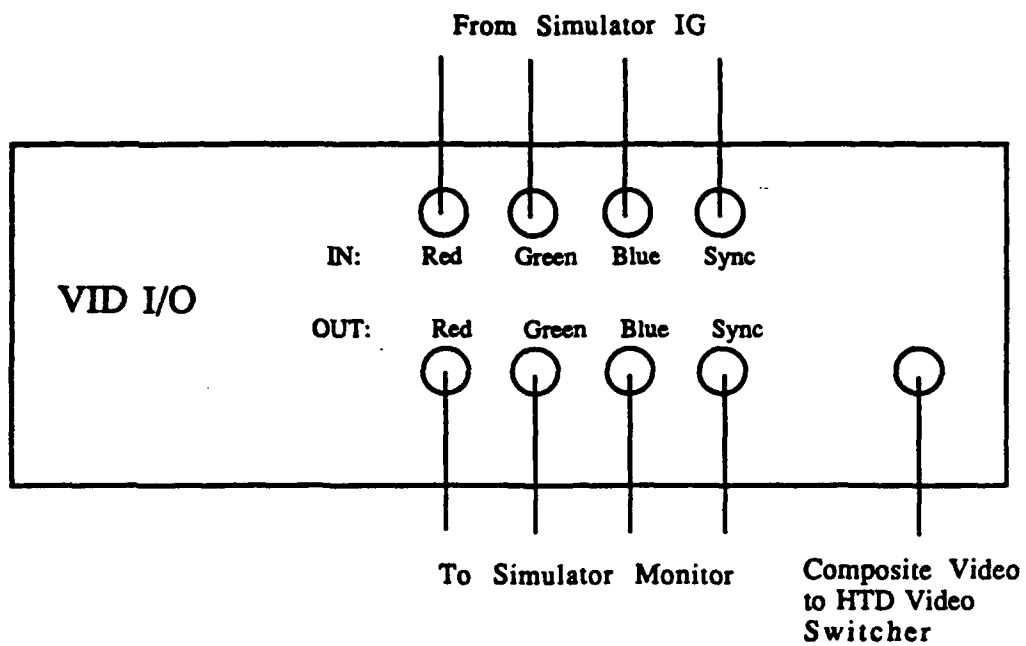 From Simulator IG
IN: Red Green Blue Sync
VID I/O
OUT: Red Green Blue Sync
To Simulator Monitor
Composite Video
to HTD Video
Switcher